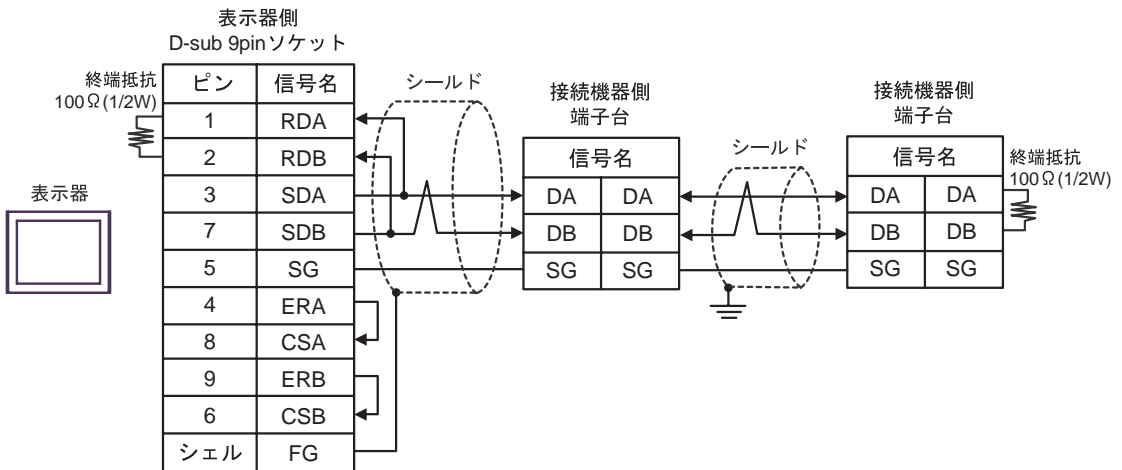 表示器側
D-sub 9pinソケット
終端抵抗
100Ω(1/2W)
ピン 信号名
1 RDA
2 RDB
3 SDA
7 SDB
5 SG
4 ERA
8 CSA
9 ERB
6 CSB
シェル FG
表示器
シールド
接続機器側
端子台
信号名
DA DA
DB DB
SG SG
シールド
接続機器側
端子台
信号名
DA DA
DB DB
SG SG
終端抵抗
100Ω(1/2W)